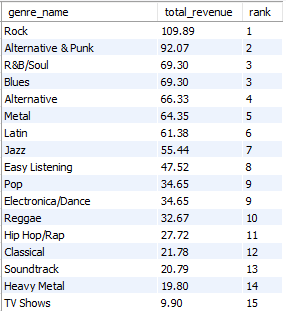 genre_name total_revenue rank
Rock 109.89 1
Alternative & Punk 92.07 2
R&B/Soul 69.30 3
Blues 69.30 3
Alternative 66.33 4
Metal 64.35 5
Latin 61.38 6
Jazz 55.44 7
Easy Listening 47.52 8
Pop 34.65 9
Electronica/Dance 34.65 9
Reggae 32.67 10
Hip Hop/Rap 27.72 11
Classical 21.78 12
Soundtrack 20.79 13
Heavy Metal 19.80 14
TV Shows 9.90 15